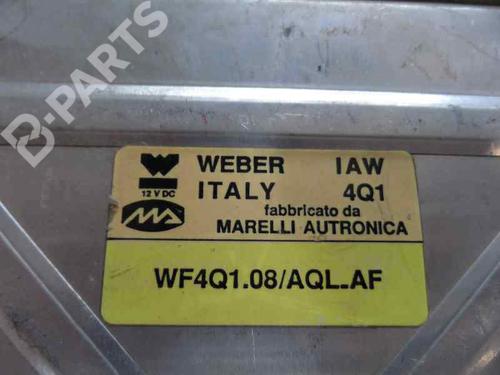 B-PARTS
WEBER IAW
12 V DC
ITALY 4Q1
fabbricato da
MARELLI AUTRONICA
WF4Q1.08/AQL-AF